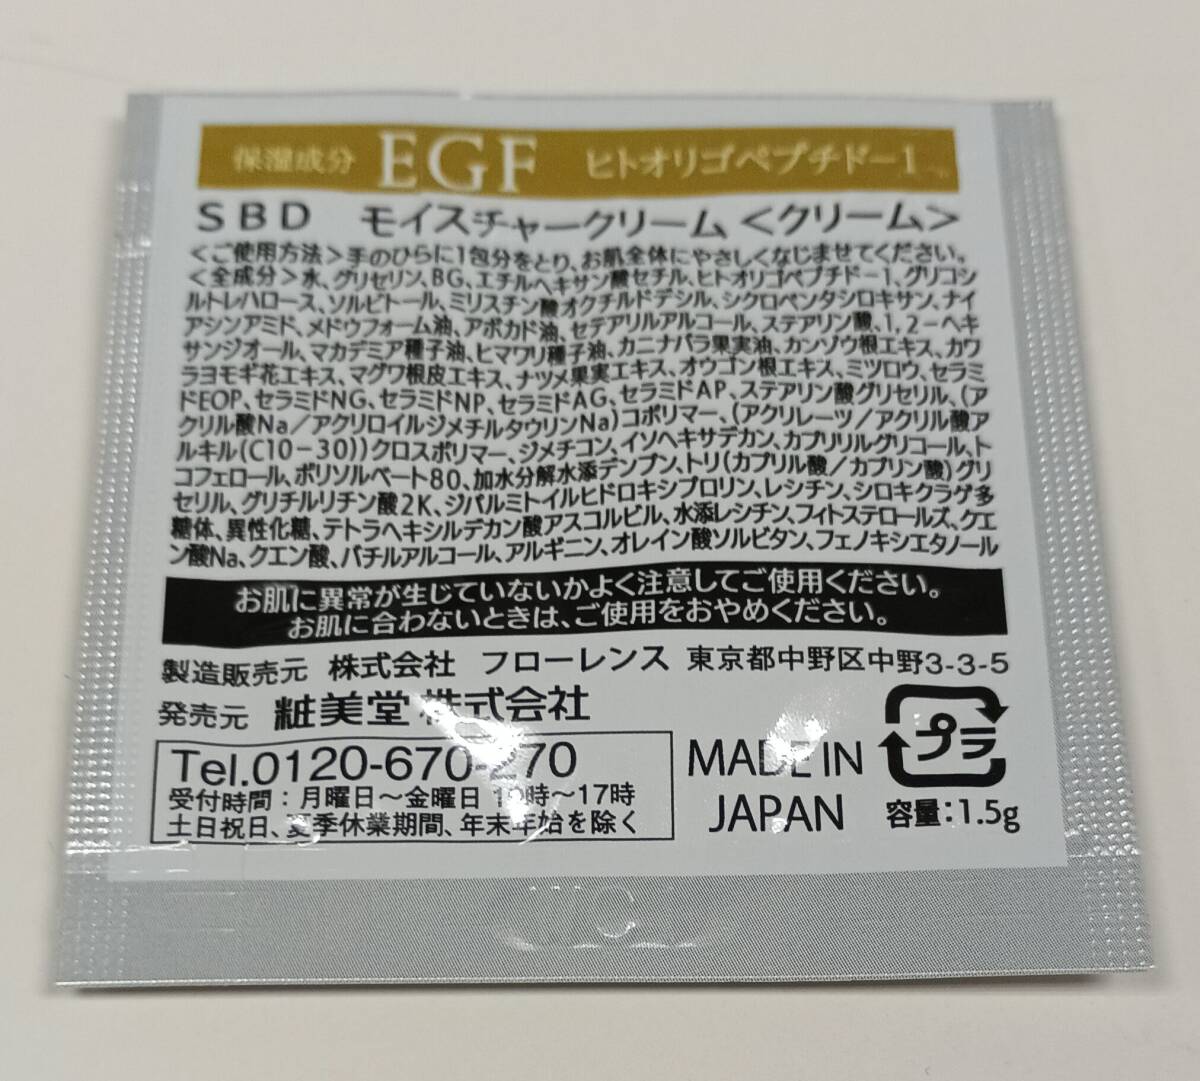 保湿成分 EGF ヒトオリゴペプチドー1
SBD モイスチャークリーム <クリーム>
<ご使用方法>手のひらに1包分をとり、お肌全体にやさしくなじませてください。
<全成分>水、グリセリン、BG、エチルヘキサン酸セチル、ヒトオリゴペプチド-1、グリコシ
ルトレハロース、ソルビトール、ミリスチン酸オクチルドデシル、シクロペンタシロキサン、ナイ
アシンアミド、メドウフォーム油、アボカド油、セテアリルアルコール、ステアリン酸、1,2-ヘキ
サンジオール、マカデミア種子油、ヒマワリ種子油、カニナバラ果実油、カンゾウ根エキス、カワ
ラヨモギ花エキス、マグワ根皮エキス、ナツメ果実エキス、オウゴン根エキス、ミツロウ、セラミ
ドEOP、セラミドNG、セラミドNP、セラミドAG、セラミドAP、ステアリン酸グリセリル、(ア
クリル酸Na/アクリロイルジメチルタウリンNa)コポリマー、(アクリレーツ/アクリル酸ア
ルキル(C10-30))クロスポリマー、ジメチコン、イソヘキサデカン、カプリリルグリコール、ト
コフェロール、ポリソルベート80、加水分解水添デンプン、トリ(カプリル酸/カプリン酸)グリ
セリル、グリチルリチン酸2K、ジパルミトイルヒドロキシプロリン、レシチン、シロキクラゲ多
糖体、異性化糖、テトラヘキシルデカン酸アスコルビル、水添レシチン、フィトステロールズ、クエ
ン酸Na、クエン酸、バチルアルコール、アルギニン、オレイン酸ソルビタン、フェノキシエタノール
お肌に異常が生じていないかよく注意してご使用ください。
お肌に合わないときは、ご使用をおやめください。
製造販売元 株式会社 フローレンス 東京都中野区中野3-3-5
発売元 粧美堂株式会社
Tel.0120-670-270
受付時間:月曜日～金曜日 10時～17時
土日祝日、夏季休業期間、年末年始を除く
MADE IN
JAPAN
プラ
容量:1.5g